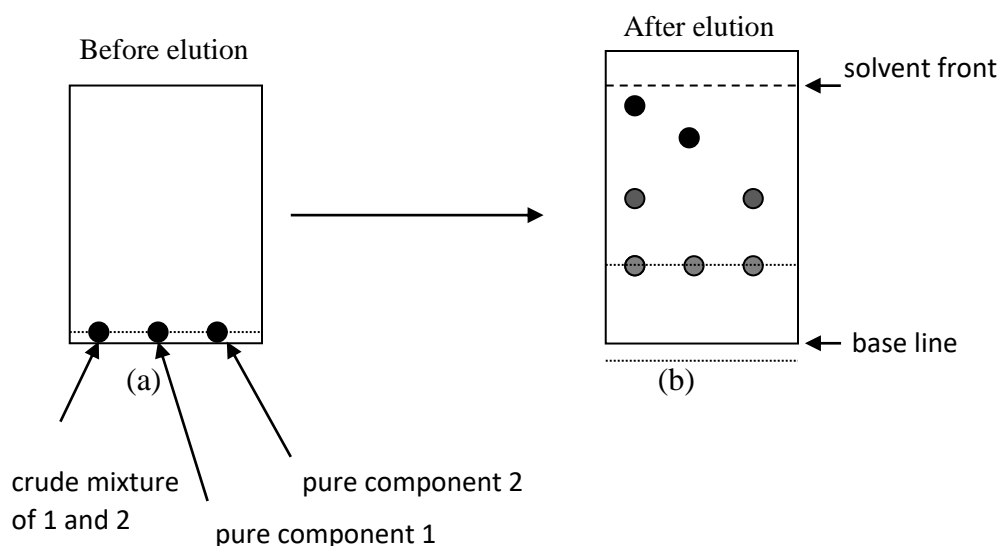 Before elution
After elution
solvent front
base line
(a)
(b)
crude mixture
of 1 and 2
pure component 2
pure component 1